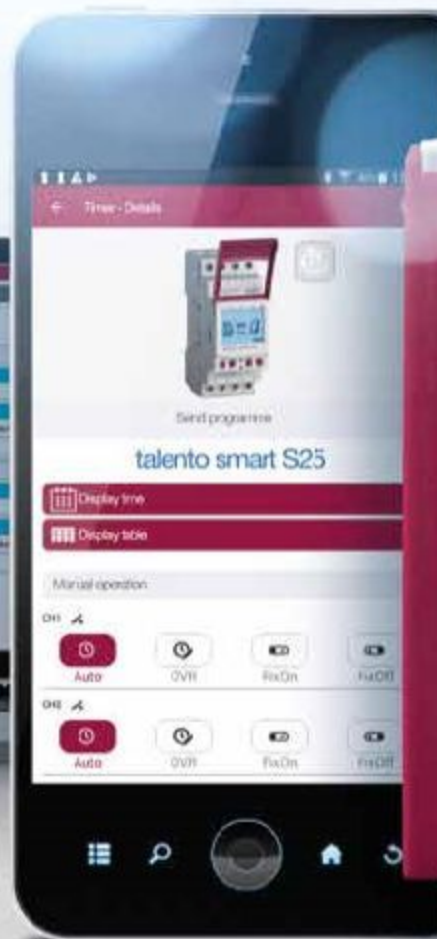 Timer - Details
Send programme
talento smart S25
Display time
Display table
Manual operation
CH1
Auto
OVR
FixOn
FixOff
CH2
Auto
OVR
FixOn
FixOff